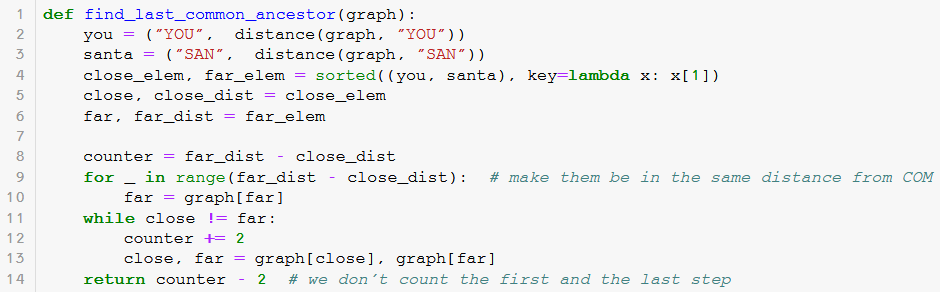 1 def find_last_common_ancestor(graph):
2     you = ("YOU",  distance(graph, "YOU"))
3     santa = ("SAN",  distance(graph, "SAN"))
4     close_elem, far_elem = sorted((you, santa), key=lambda x: x[1])
5     close, close_dist = close_elem
6     far, far_dist = far_elem
7
8     counter = far_dist - close_dist
9     for _ in range(far_dist - close_dist):  # make them be in the same distance from COM
10         far = graph[far]
11     while close != far:
12         counter += 2
13         close, far = graph[close], graph[far]
14     return counter - 2  # we don´t count the first and the last step